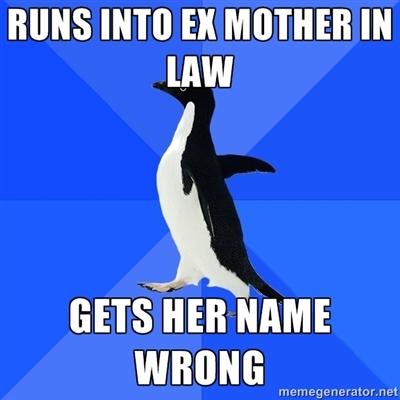 RUNS INTO EX MOTHER IN
LAW
GETS HER NAME
WRONG
memegenerator.net